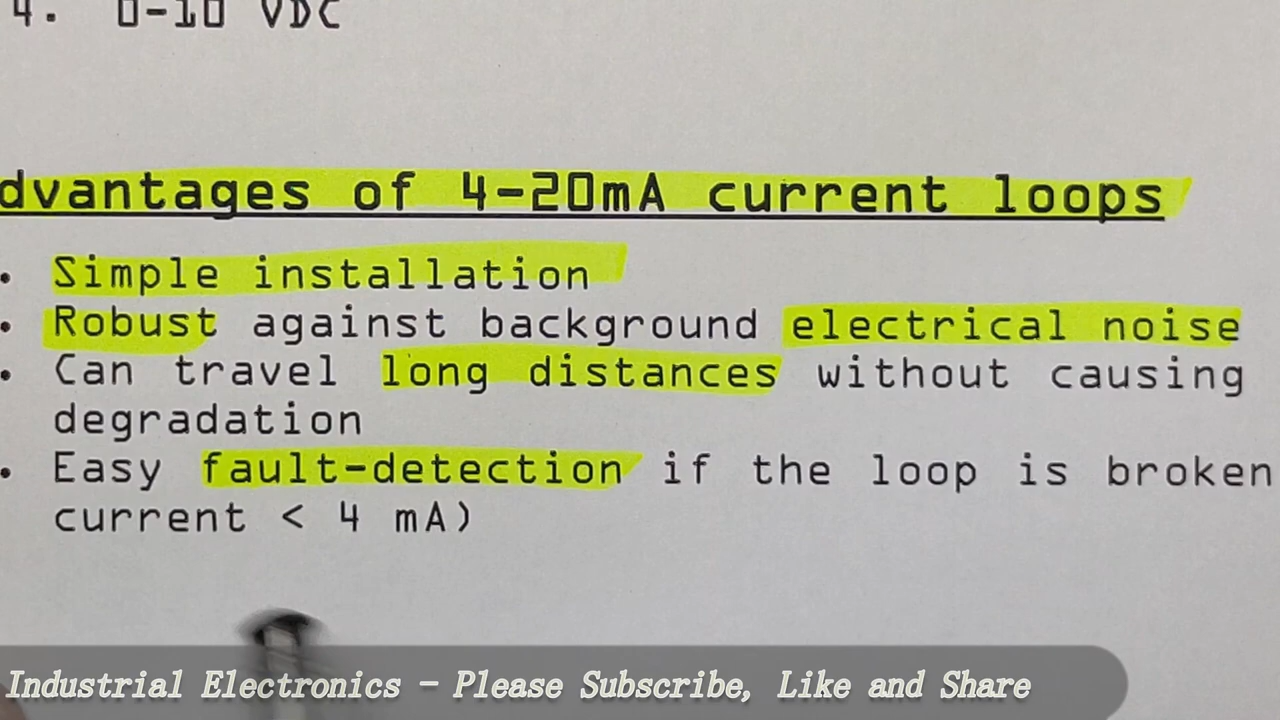 4. 0-10 VDC
dvantages of 4-20mA current loops
• Simple installation
• Robust against background electrical noise
• Can travel long distances without causing
degradation
• Easy fault-detection if the loop is broken
current < 4 mA)
Industrial Electronics - Please Subscribe, Like and Share